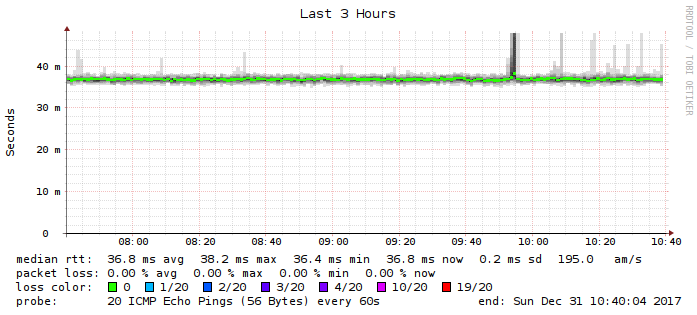 Last 3 Hours
RRDTOOL / TOBI OETIKER
Seconds
40 m
30 m
20 m
10 m
0
08:00 08:20 08:40 09:00 09:20 09:40 10:00 10:20 10:40
median rtt: 36.8 ms avg 38.2 ms max 36.4 ms min 36.8 ms now 0.2 ms sd 195.0 am/s
packet loss: 0.00 % avg 0.00 % max 0.00 % min 0.00 % now
loss color: 0 1/20 2/20 3/20 4/20 10/20 19/20
probe: 20 ICMP Echo Pings (56 Bytes) every 60s end: Sun Dec 31 10:40:04 2017